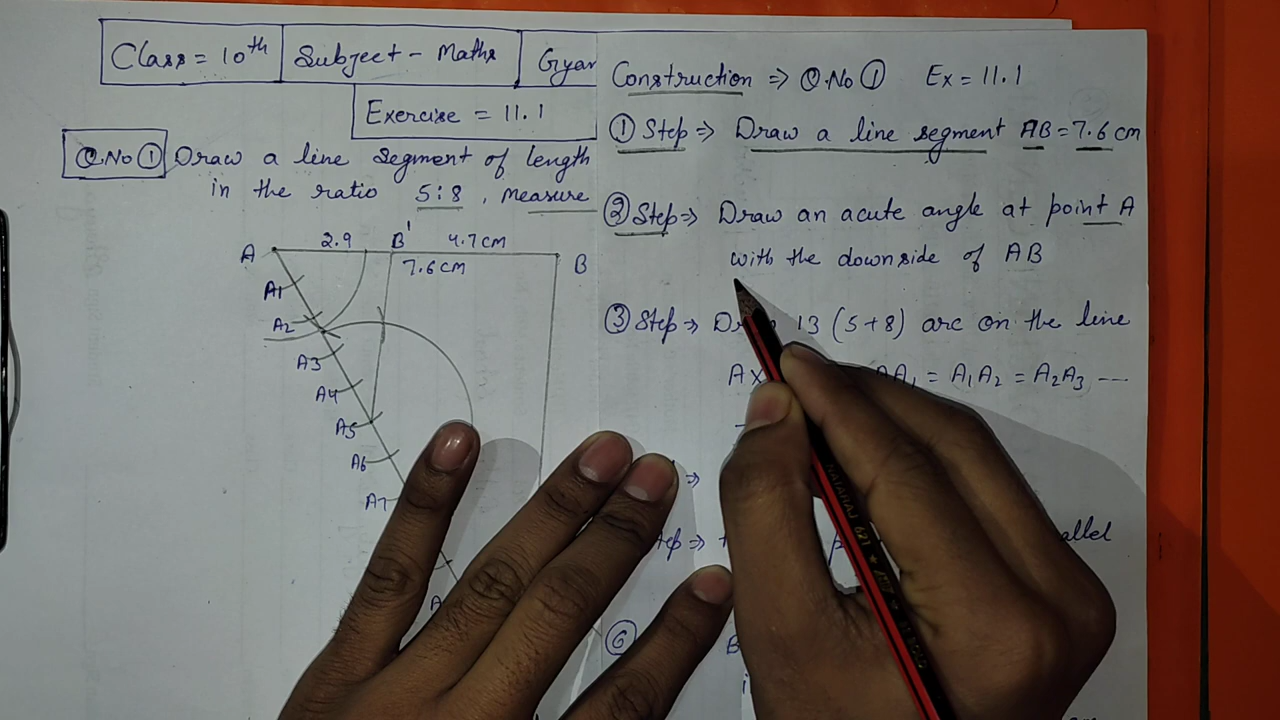 Class = 10th Subject - Maths Gyan
Exercise = 11.1
Q.No ① Draw a line segment of length
in the ratio 5:8 , measure
A 2.9 B' 4.7cm
7.6cm B
A1
A2
A3
A4
A5
A6
A7
A
Construction ⇒ Q.No ① Ex = 11.1
① Step ⇒ Draw a line segment AB = 7.6 cm
② Step ⇒ Draw an acute angle at point A
with the downside of AB
③ Step ⇒ 13 (5+8) arc on the line
AX AA₁ = A₁A₂ = A₂A₃ ---
⇒
⇒
⑥ B